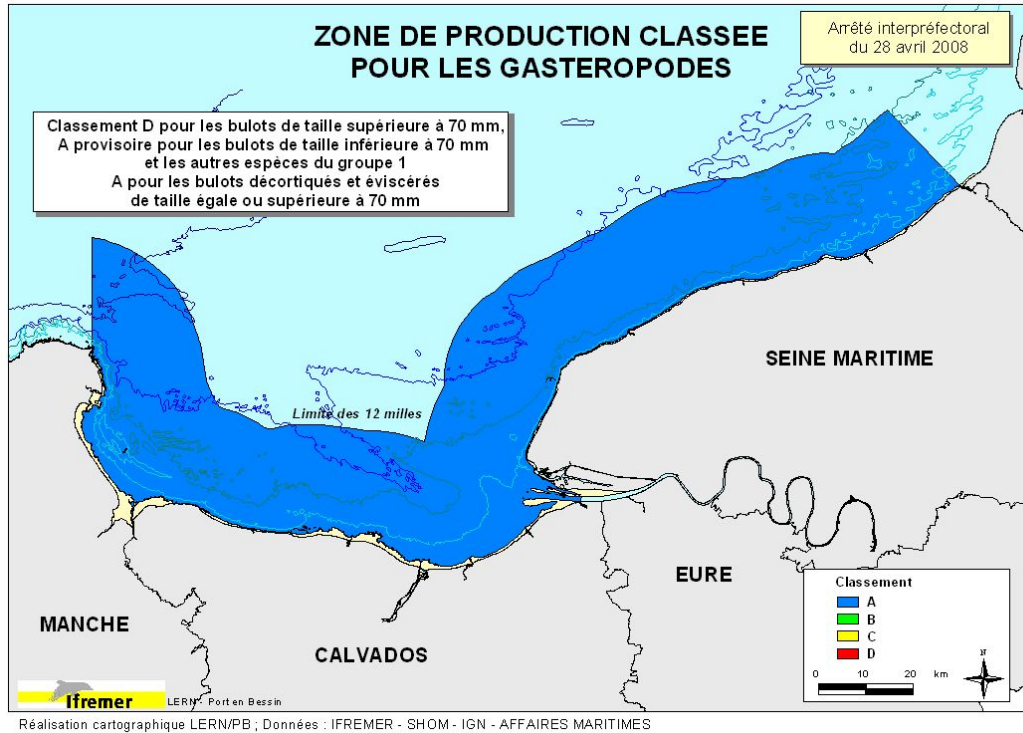 ZONE DE PRODUCTION CLASSEE
POUR LES GASTEROPODES
Arrêté interpréfectoral
du 28 avril 2008
Classement D pour les bulots de taille supérieure à 70 mm,
A provisoire pour les bulots de taille inférieure à 70 mm
et les autres espèces du groupe 1
A pour les bulots décortiqués et éviscérés
de taille égale ou supérieure à 70 mm
SEINE MARITIME
Limite des 12 milles
EURE
MANCHE
CALVADOS
Classement
A
B
C
D
0 10 20 km
N
Ifremer
LERN - Port en Bessin
Réalisation cartographique LERN/PB ; Données : IFREMER - SHOM - IGN - AFFAIRES MARITIMES